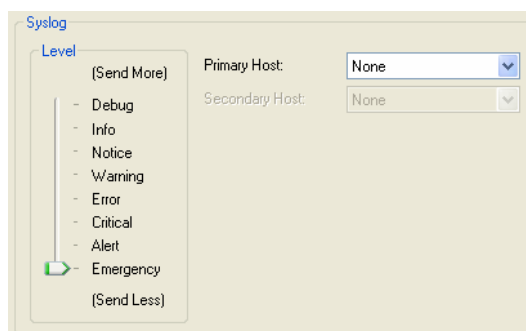 Syslog
Level
(Send More)
Debug
Info
Notice
Warning
Error
Critical
Alert
Emergency
(Send Less)
Primary Host: None
Secondary Host: None